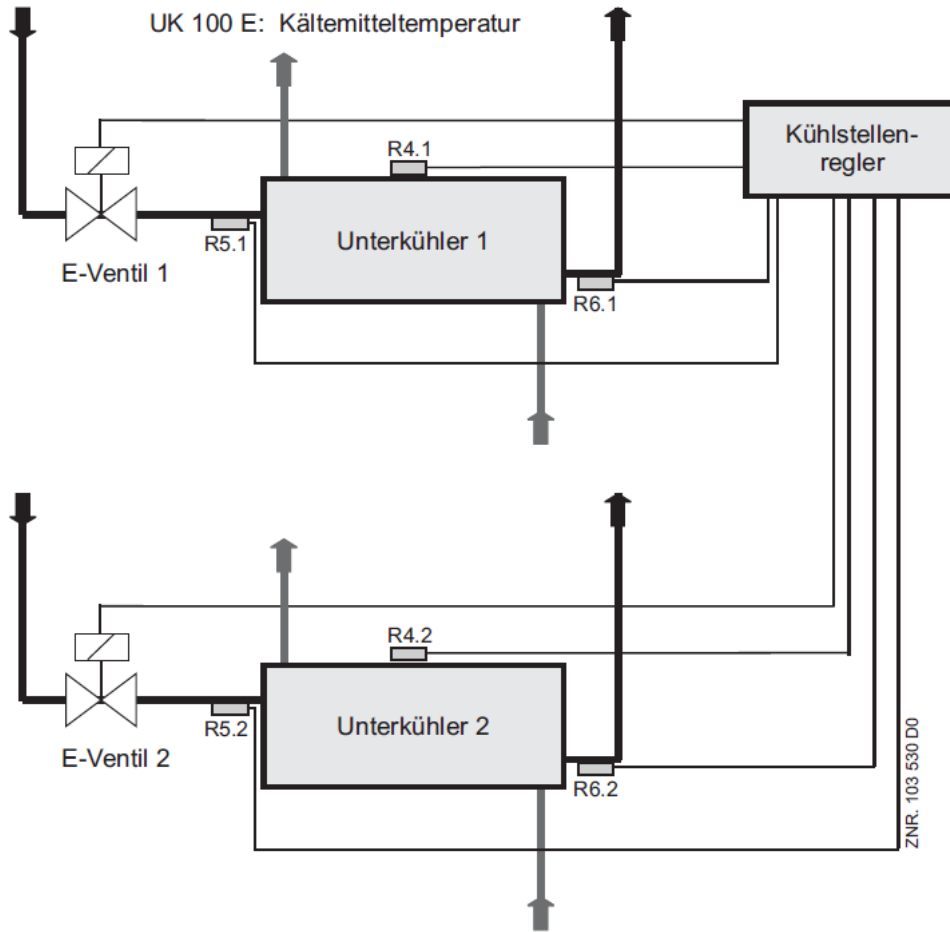 UK 100 E: Kältemitteltemperatur
Kühlstellen-
regler
R4.1
Unterkühler 1
R5.1
E-Ventil 1
R6.1
R4.2
Unterkühler 2
R5.2
E-Ventil 2
R6.2
ZNR. 103 530 D0